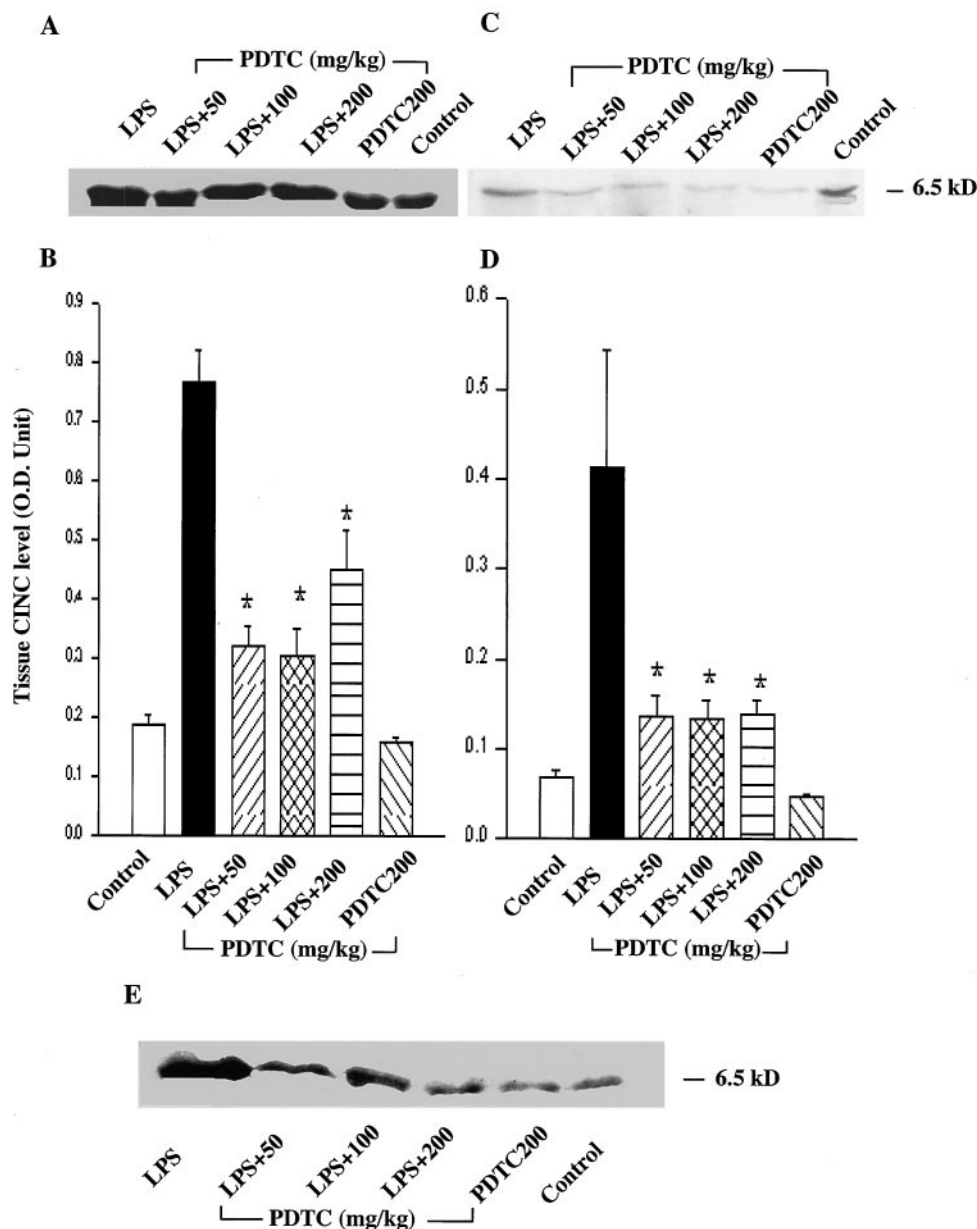 A
PDTC (mg/kg)
LPS
LPS+50
LPS+100
LPS+200
PDTC200
Control
C
PDTC (mg/kg)
LPS
LPS+50
LPS+100
LPS+200
PDTC200
Control
— 6.5 kD
B
Tissue CINC level (O.D. Unit)
0.9
0.8
0.7
0.6
0.5
0.4
0.3
0.2
0.1
0.0
*
*
*
Control
LPS
LPS+50
LPS+100
LPS+200
PDTC200
PDTC (mg/kg)
D
0.6
0.5
0.4
0.3
0.2
0.1
0.0
*
*
*
Control
LPS
LPS+50
LPS+100
LPS+200
PDTC200
PDTC (mg/kg)
E
— 6.5 kD
LPS
LPS+50
LPS+100
LPS+200
PDTC200
Control
PDTC (mg/kg)